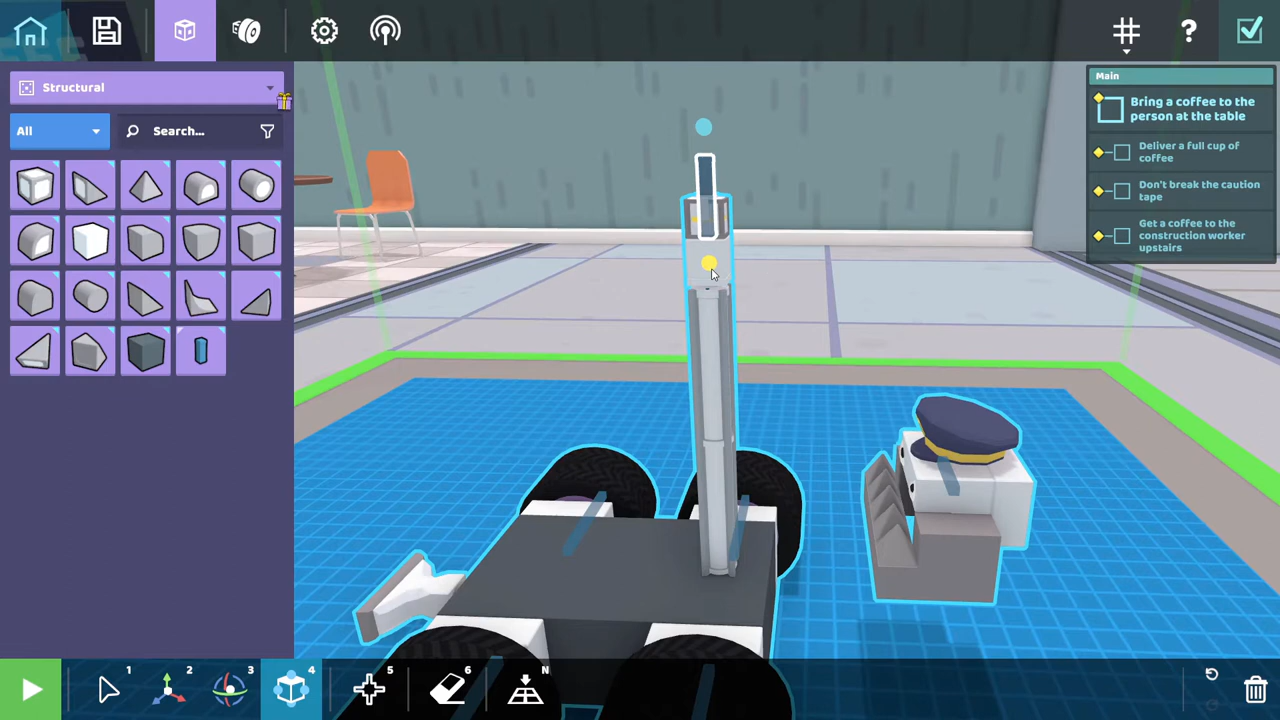 Structural
All
Search...
Main
Bring a coffee to the
person at the table
Deliver a full cup of
coffee
Don't break the caution
tape
Get a coffee to the
construction worker
upstairs
1
2
3
4
5
6
N